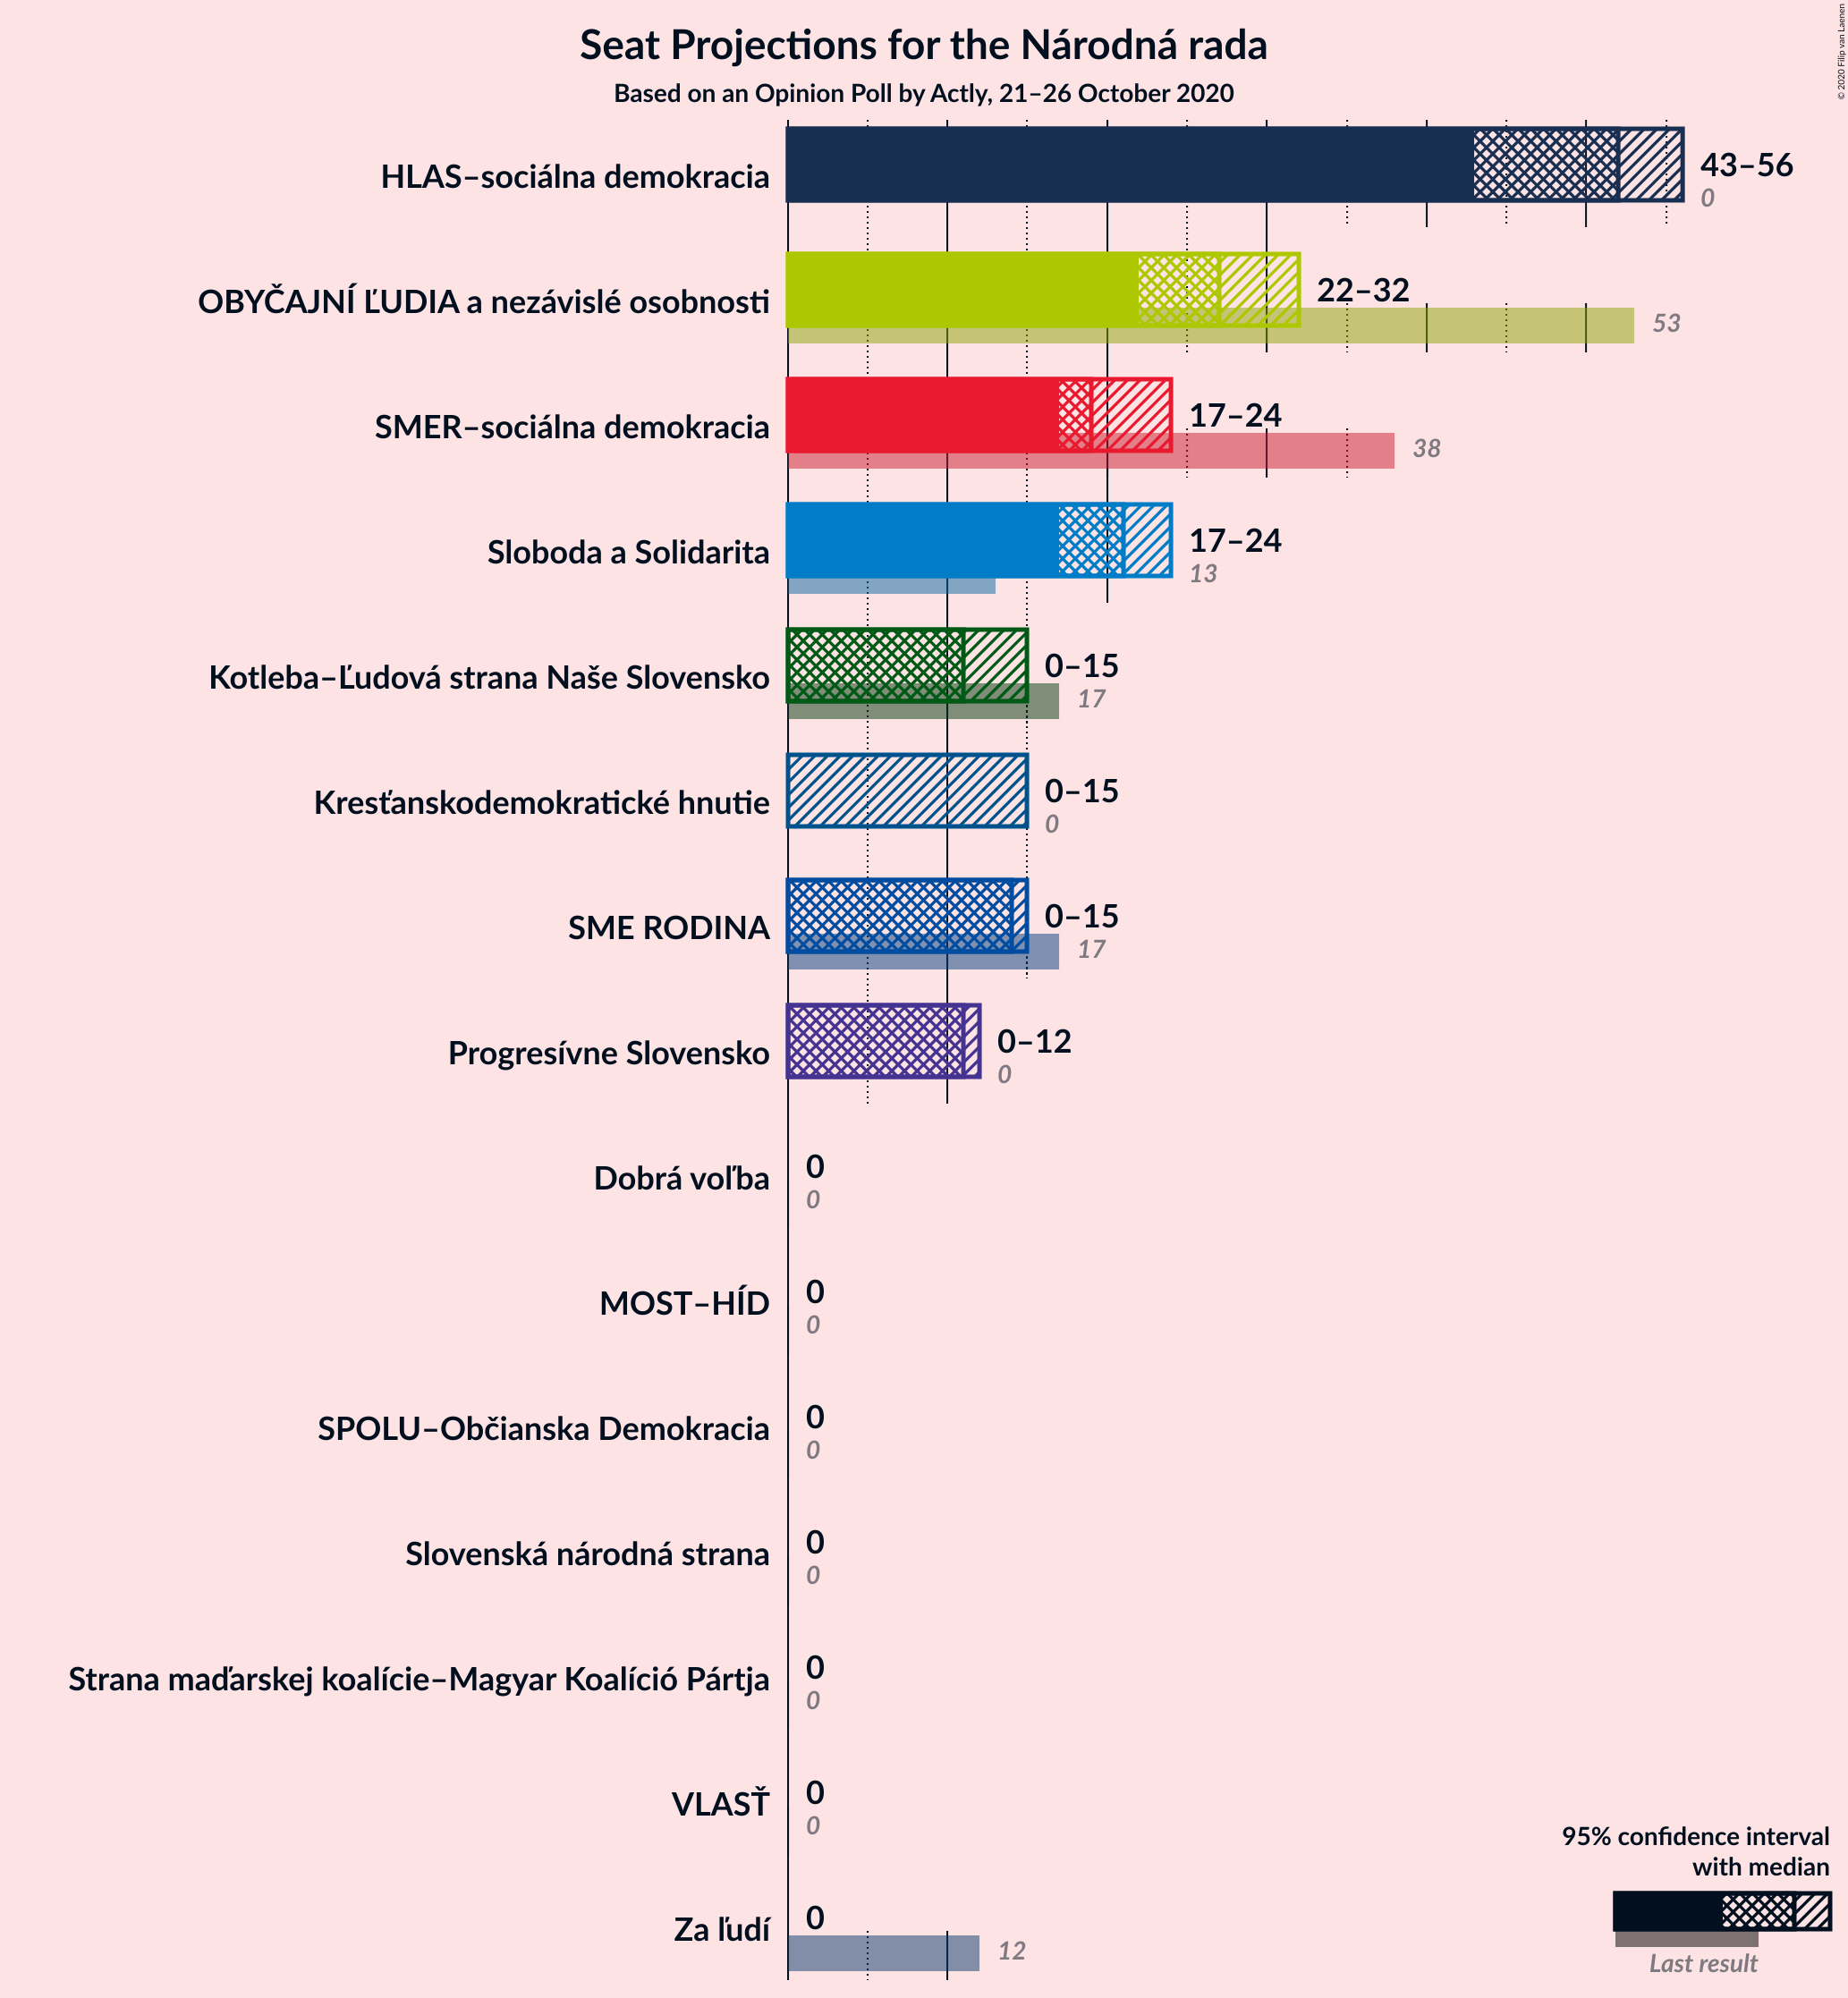 Seat Projections for the Národná rada
Based on an Opinion Poll by Actly, 21–26 October 2020
© 2020 Filip van Laenen
HLAS–sociálna demokracia
43–56
0
OBYČAJNÍ ĽUDIA a nezávislé osobnosti
22–32
53
SMER–sociálna demokracia
17–24
38
Sloboda a Solidarita
17–24
13
Kotleba–Ľudová strana Naše Slovensko
0–15
17
Kresťanskodemokratické hnutie
0–15
0
SME RODINA
0–15
17
Progresívne Slovensko
0–12
0
Dobrá voľba
0
0
MOST–HÍD
0
0
SPOLU–Občianska Demokracia
0
0
Slovenská národná strana
0
0
Strana maďarskej koalície–Magyar Koalíció Pártja
0
0
VLASŤ
0
0
Za ľudí
0
12
95% confidence interval
with median
Last result